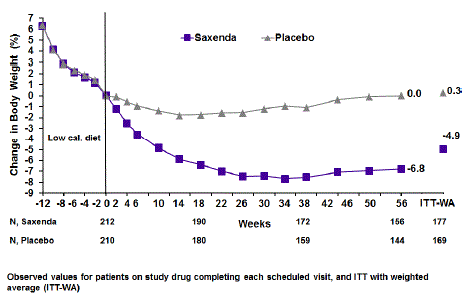 Saxenda Placebo
Change in Body Weight (%)
7
6
5
4
3
2
1
0
-1
-2
-3
-4
-5
-6
-7
-8
-9
Low cal. diet
0.0
0.34
-4.9
-6.8
-12 -8 -6 -4 -2 0 2 4 6 10 14 18 22 26 30 34 38 44 50 56 ITT-WA
Weeks
N, Saxenda 212 190 172 156 177
N, Placebo 210 180 159 144 169
Observed values for patients on study drug completing each scheduled visit, and ITT with weighted
average (ITT-WA)